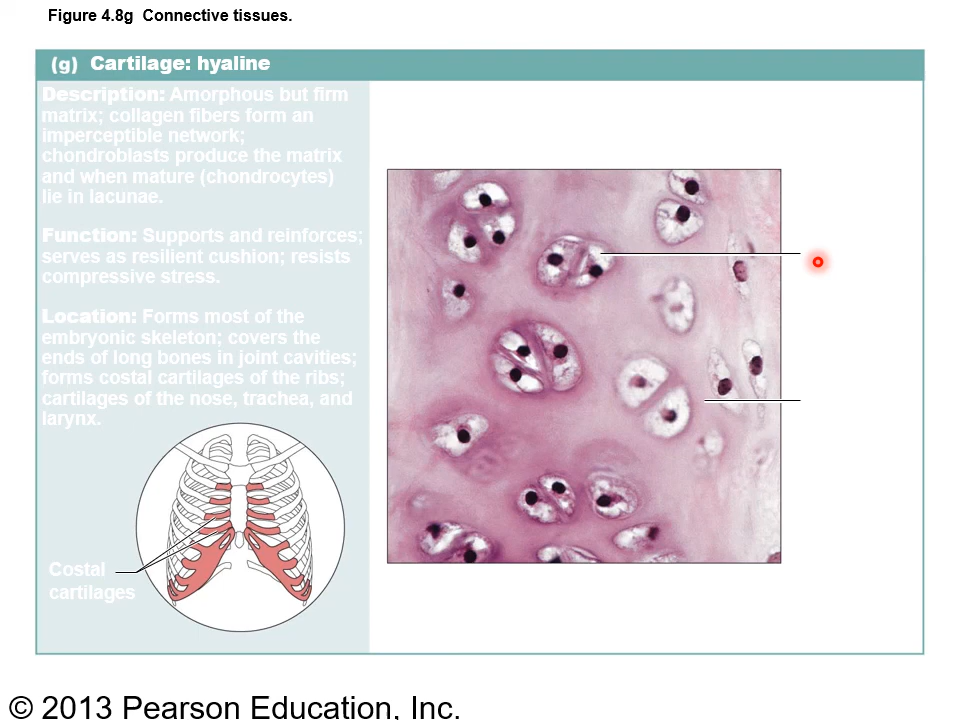 Figure 4.8g  Connective tissues.
(g) Cartilage: hyaline
Description: Amorphous but firm
matrix; collagen fibers form an
imperceptible network;
chondroblasts produce the matrix
and when mature (chondrocytes)
lie in lacunae.
Function: Supports and reinforces;
serves as resilient cushion; resists
compressive stress.
Location: Forms most of the
embryonic skeleton; covers the
ends of long bones in joint cavities;
forms costal cartilages of the ribs;
cartilages of the nose, trachea, and
larynx.
Costal
cartilages
© 2013 Pearson Education, Inc.